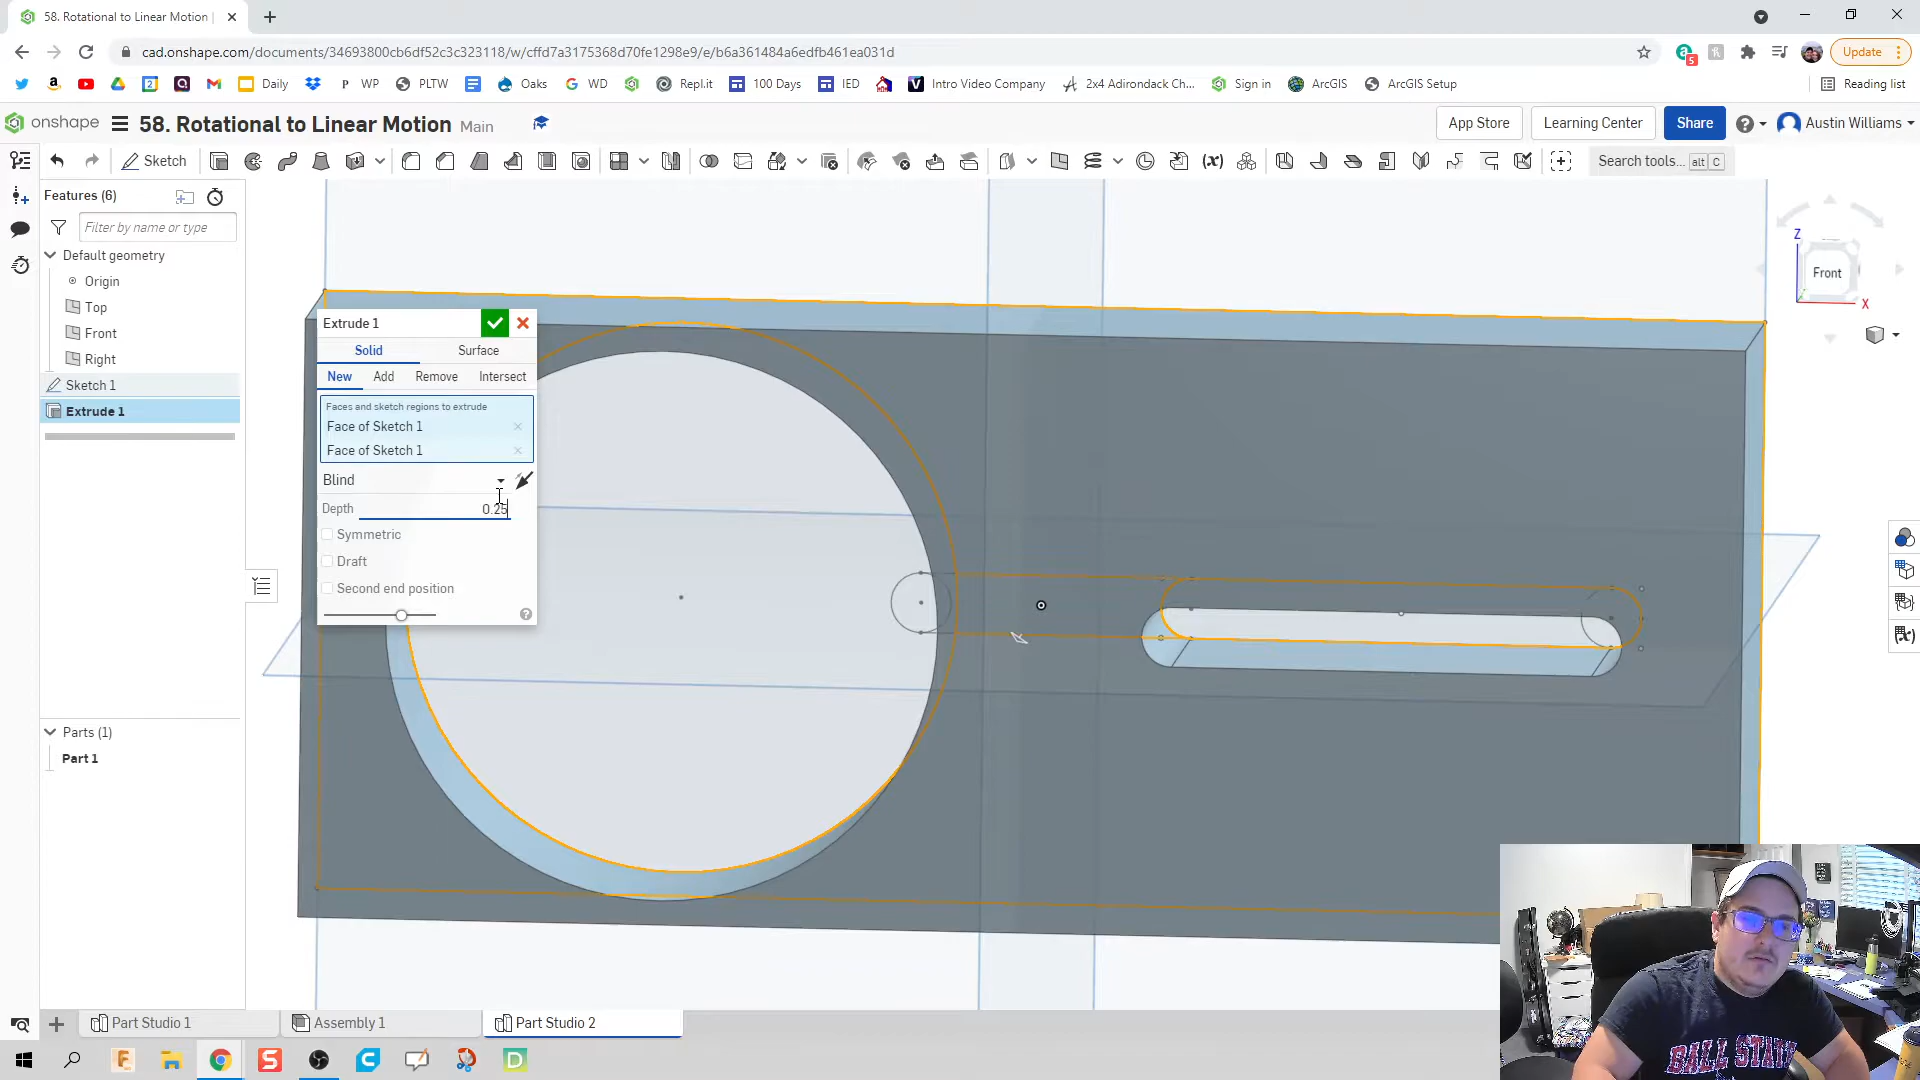 58. Rotational to Linear Motion |
cad.onshape.com/documents/34693800cb6df52c3c323118/w/cffd7a3175368d70fe1298e9/e/b6a361484a6edfb461ea031d
Update
Daily
WP
PLTW
Oaks
WD
Repl.it
100 Days
IED
Intro Video Company
2x4 Adirondack Ch...
Sign in
ArcGIS
ArcGIS Setup
Reading list
onshape
58. Rotational to Linear Motion Main
App Store
Learning Center
Share
Austin Williams
Sketch
Search tools... alt C
Features (6)
Filter by name or type
Default geometry
Origin
Top
Front
Right
Sketch 1
Extrude 1
Parts (1)
Part 1
Extrude 1
Solid
Surface
New
Add
Remove
Intersect
Faces and sketch regions to extrude
Face of Sketch 1
Face of Sketch 1
Blind
Depth
0.25
Symmetric
Draft
Second end position
Z
Front
X
Part Studio 1
Assembly 1
Part Studio 2
BALL STATE